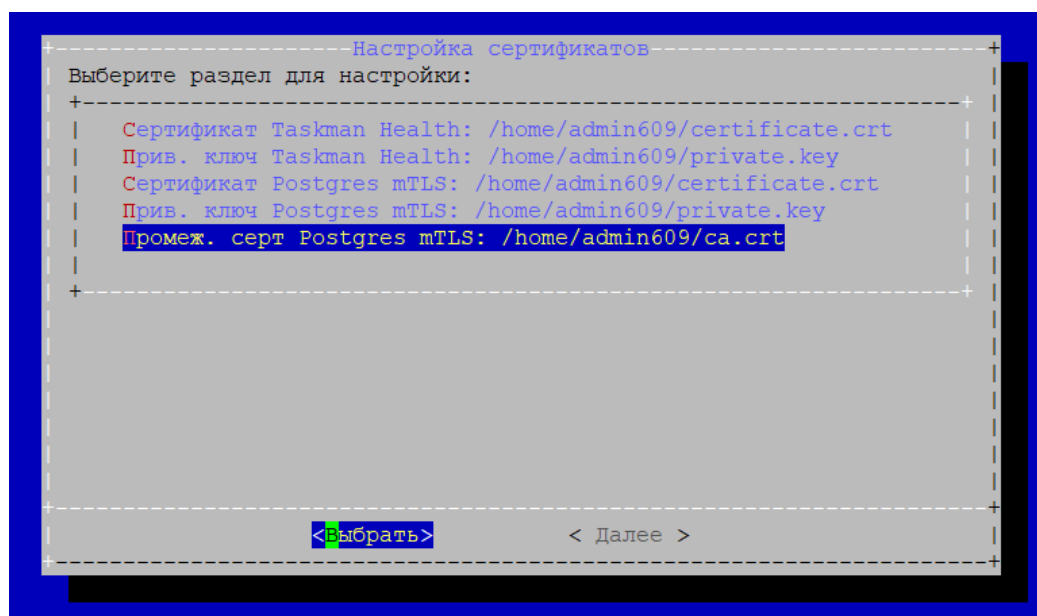 Настройка сертификатов
Выберите раздел для настройки:
Сертификат Taskman Health: /home/admin609/certificate.crt
Прив. ключ Taskman Health: /home/admin609/private.key
Сертификат Postgres mTLS: /home/admin609/certificate.crt
Прив. ключ Postgres mTLS: /home/admin609/private.key
Промеж. серт Postgres mTLS: /home/admin609/ca.crt
<Выбрать> < Далее >